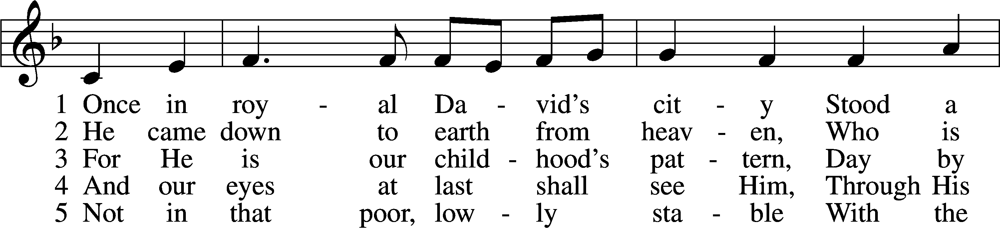 1 Once in roy - al Da - vid's cit - y Stood a
2 He came down to earth from heav - en, Who is
3 For He is our child - hood's pat - tern, Day by
4 And our eyes at last shall see Him, Through His
5 Not in that poor, low - ly sta - ble With the